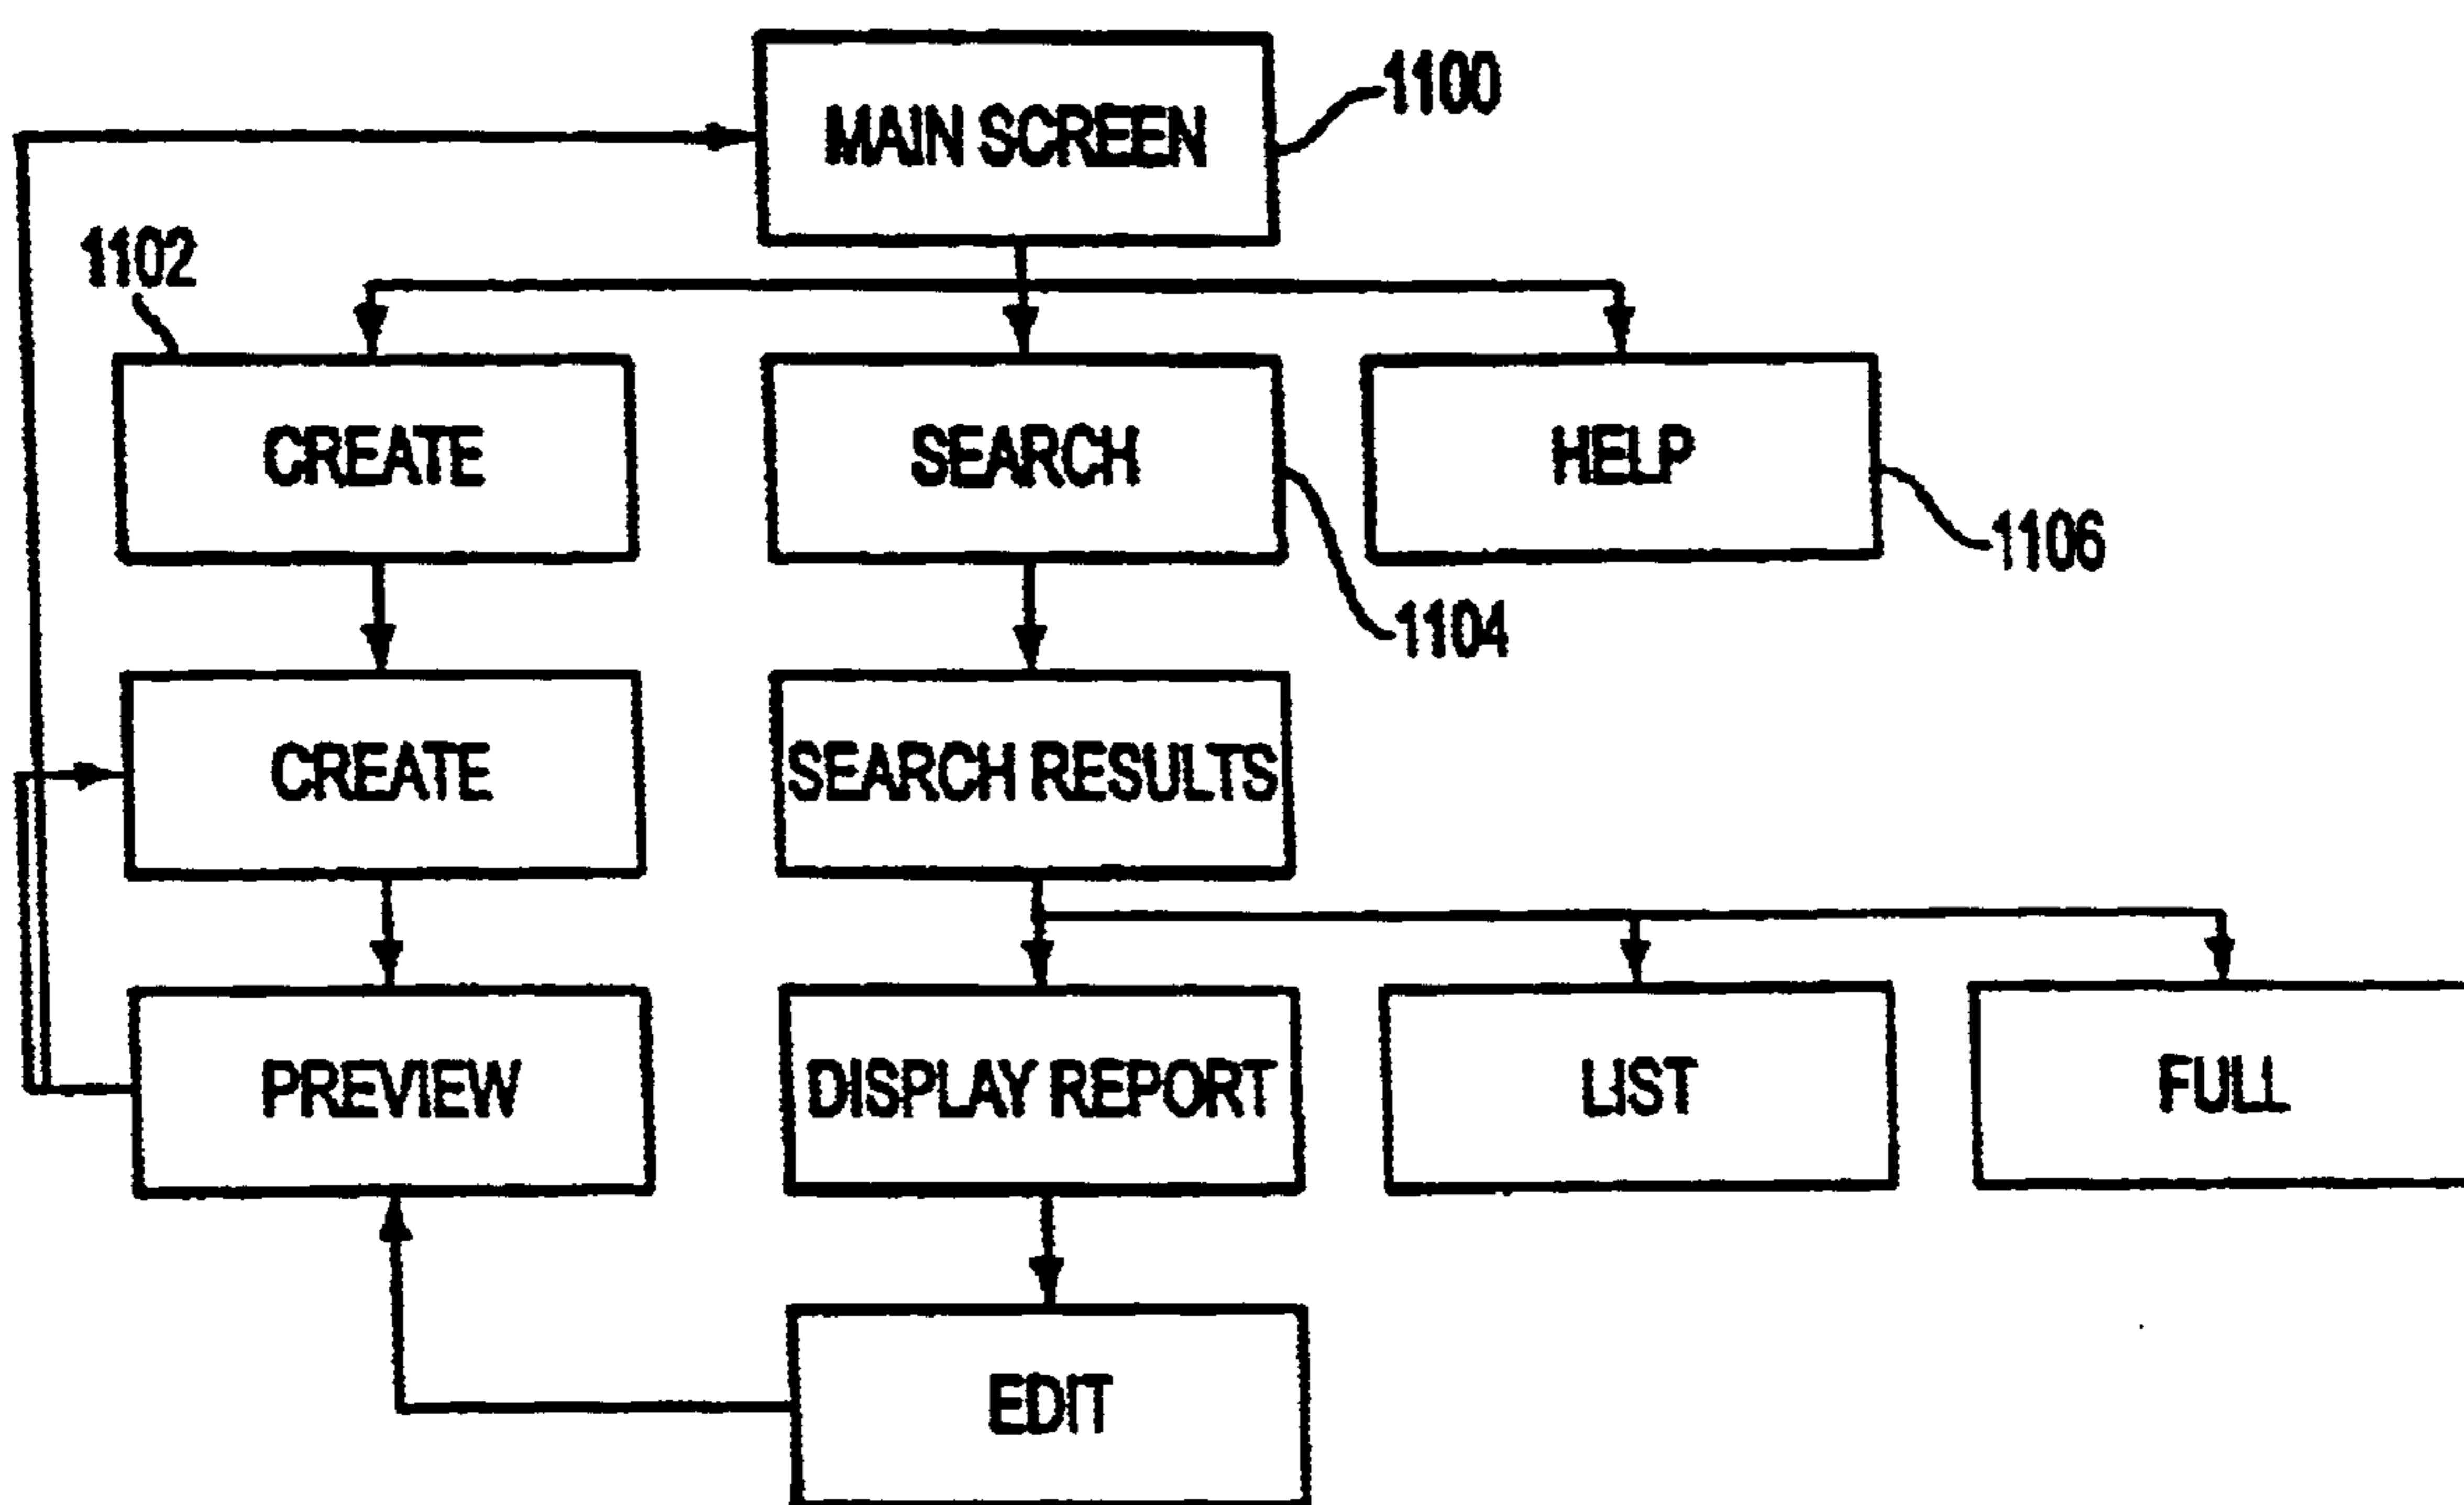 MAIN SCREEN
1100
1102
CREATE
SEARCH
HELP
1106
1104
CREATE
SEARCH RESULTS
PREVIEW
DISPLAY REPORT
LIST
FULL
EDIT